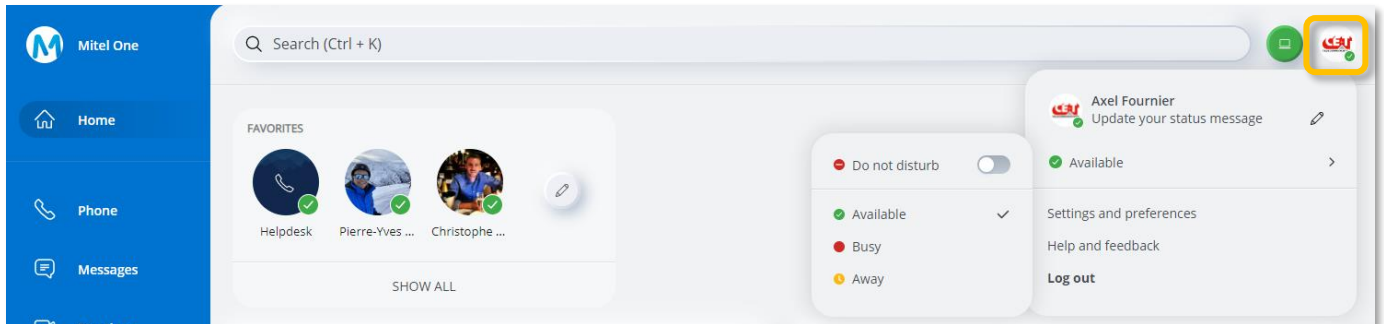 Mitel One
Search (Ctrl + K)
Home
Phone
Messages
FAVORITES
Helpdesk
Pierre-Yves ...
Christophe ...
SHOW ALL
Do not disturb
Available
Busy
Away
Axel Fournier
Update your status message
Available
Settings and preferences
Help and feedback
Log out